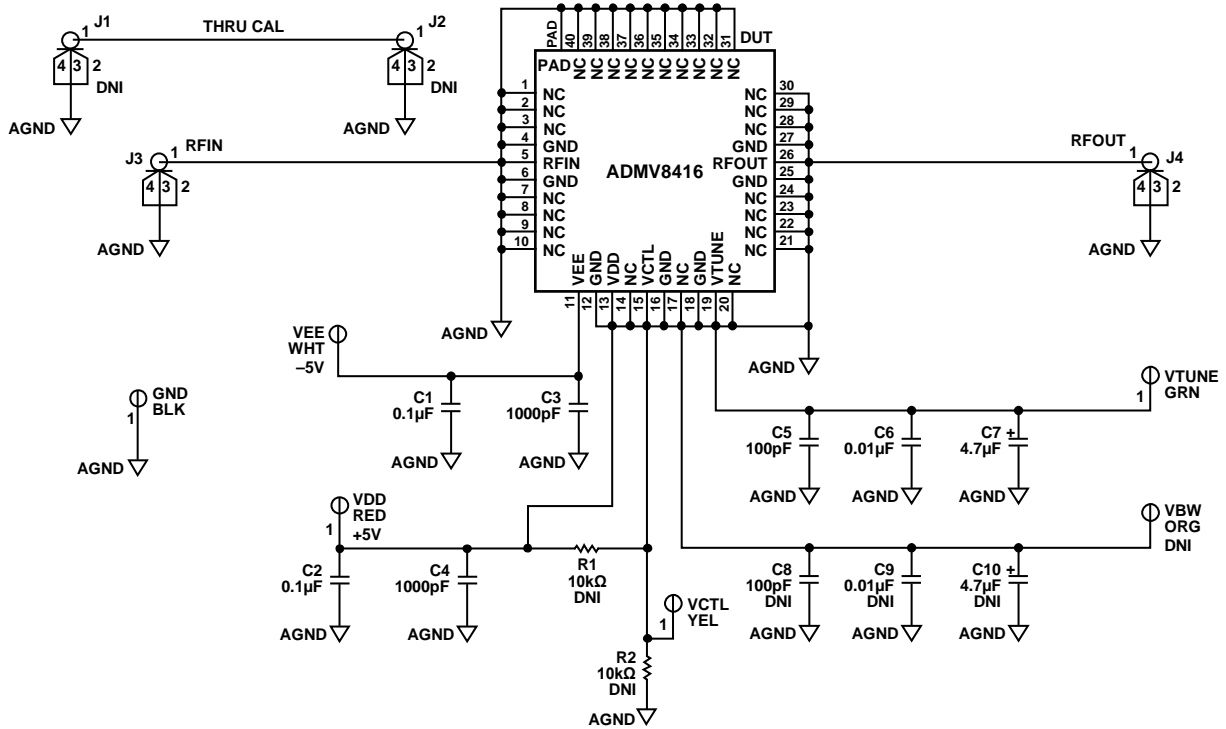 J1
1
THRU CAL
1
J2
4 3 2
DNI
AGND
4 3 2
DNI
AGND
J3
1
RFIN
4 3 2
AGND
PAD
40
39
38
37
36
35
34
33
32
31
DUT
PAD
NC
NC
NC
NC
NC
NC
NC
NC
NC
NC
1 NC
2 NC
3 NC
4 GND
5 RFIN
6 GND
7 NC
8 NC
9 NC
10 NC
ADMV8416
NC 30
NC 29
NC 28
GND 27
RFOUT 26
GND 25
NC 24
NC 23
NC 22
NC 21
VEE
GND
VDD
NC
VCTL
GND
NC
GND
VTUNE
NC
11
12
13
14
15
16
17
18
19
20
RFOUT
1
J4
4 3 2
AGND
AGND
AGND
VEE
WHT
–5V
1
C1
0.1µF
AGND
C3
1000pF
AGND
GND
BLK
1
AGND
VTUNE
GRN
1
C5
100pF
AGND
C6
0.01µF
AGND
C7 +
4.7µF
AGND
VDD
RED
+5V
1
C2
0.1µF
AGND
C4
1000pF
AGND
R1
10kΩ
DNI
VCTL
YEL
1
R2
10kΩ
DNI
AGND
VBW
ORG
DNI
1
C8
100pF
DNI
AGND
C9
0.01µF
DNI
AGND
C10 +
4.7µF
DNI
AGND